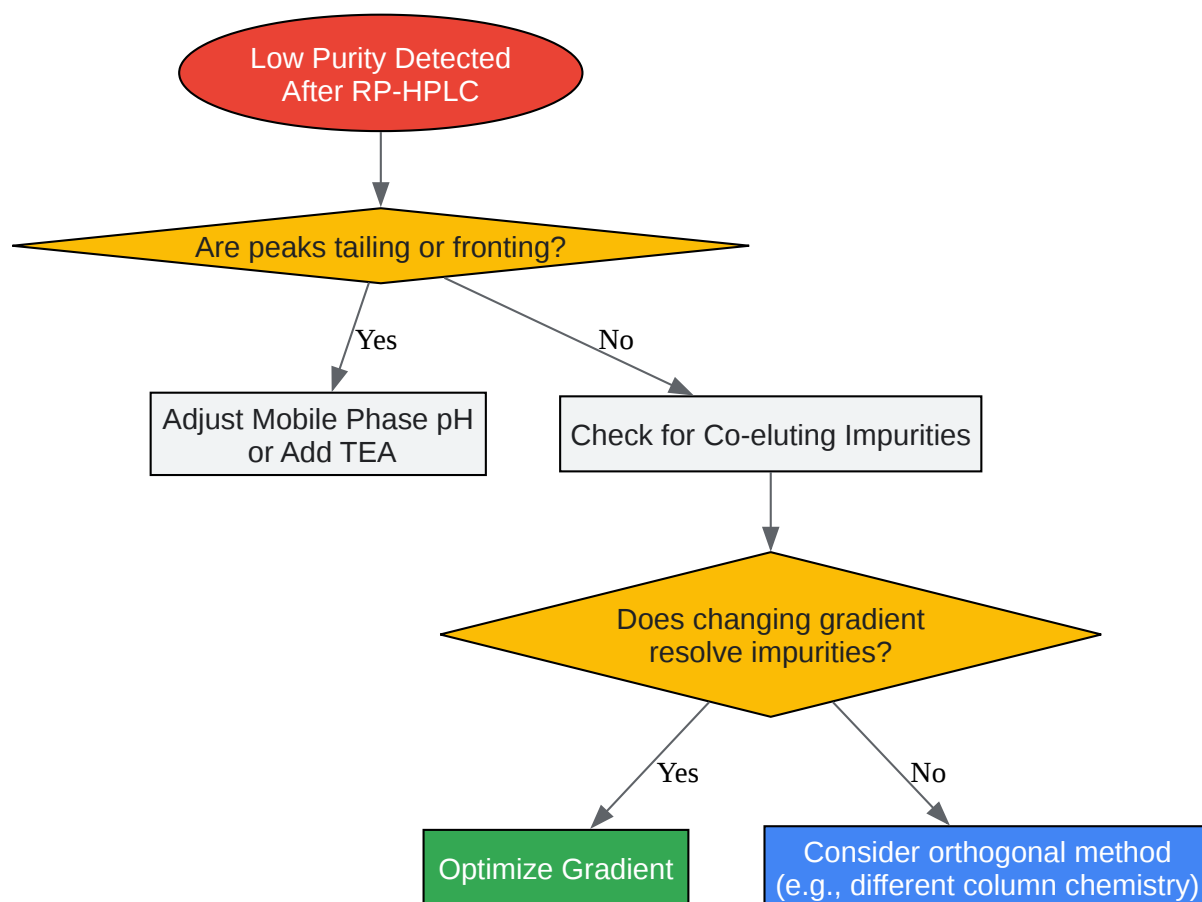 Low Purity Detected
After RP-HPLC
Are peaks tailing or fronting?
Yes
No
Adjust Mobile Phase pH
or Add TEA
Check for Co-eluting Impurities
Does changing gradient
resolve impurities?
Yes
No
Optimize Gradient
Consider orthogonal method
(e.g., different column chemistry)